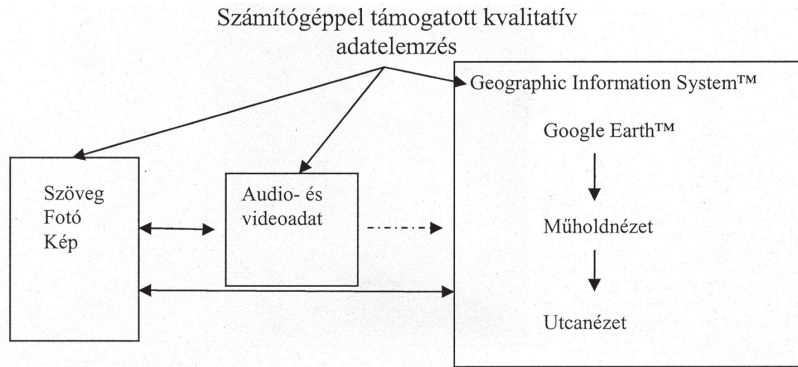 Számítógéppel támogatott kvalitatív
adatelemzés
Geographic Information System™
Google Earth™
Szöveg
Fotó
Kép
Audio- és
videoadat
Műholdnézet
Utcanézet